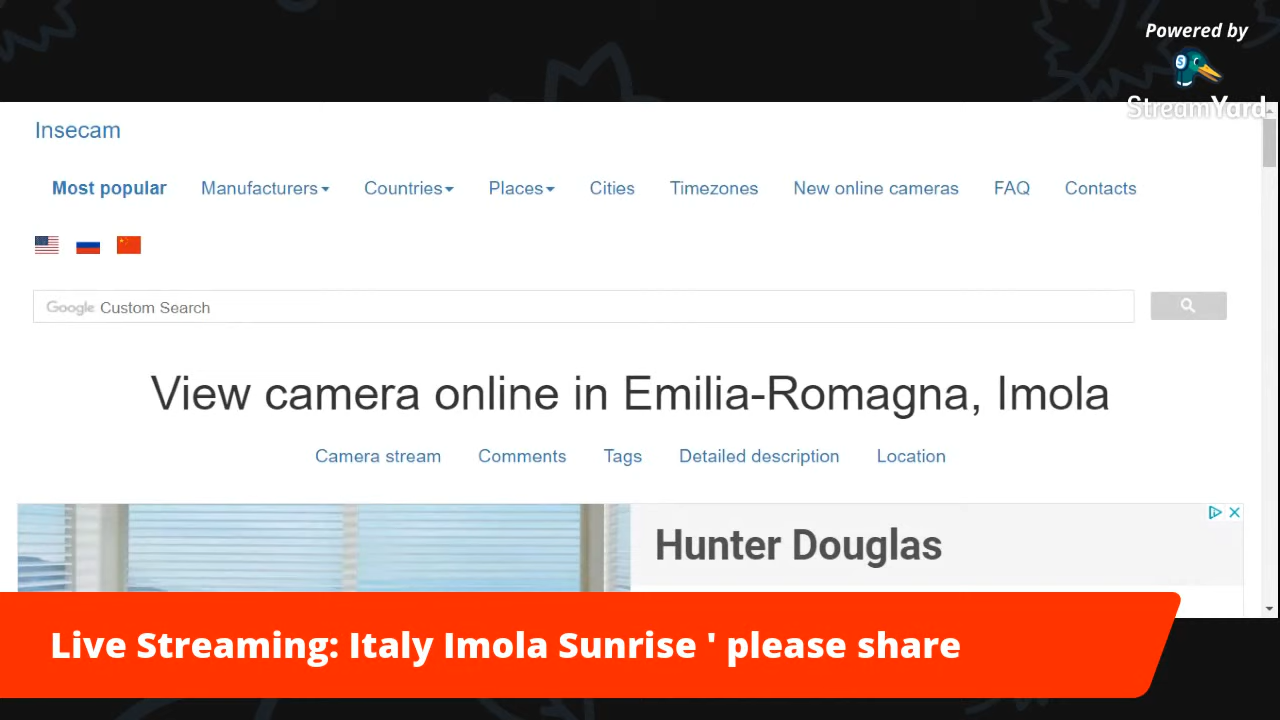 Powered by
StreamYard
Insecam
Most popular Manufacturers Countries Places Cities Timezones New online cameras FAQ Contacts
Google Custom Search
View camera online in Emilia-Romagna, Imola
Camera stream Comments Tags Detailed description Location
Hunter Douglas
Live Streaming: Italy Imola Sunrise ' please share